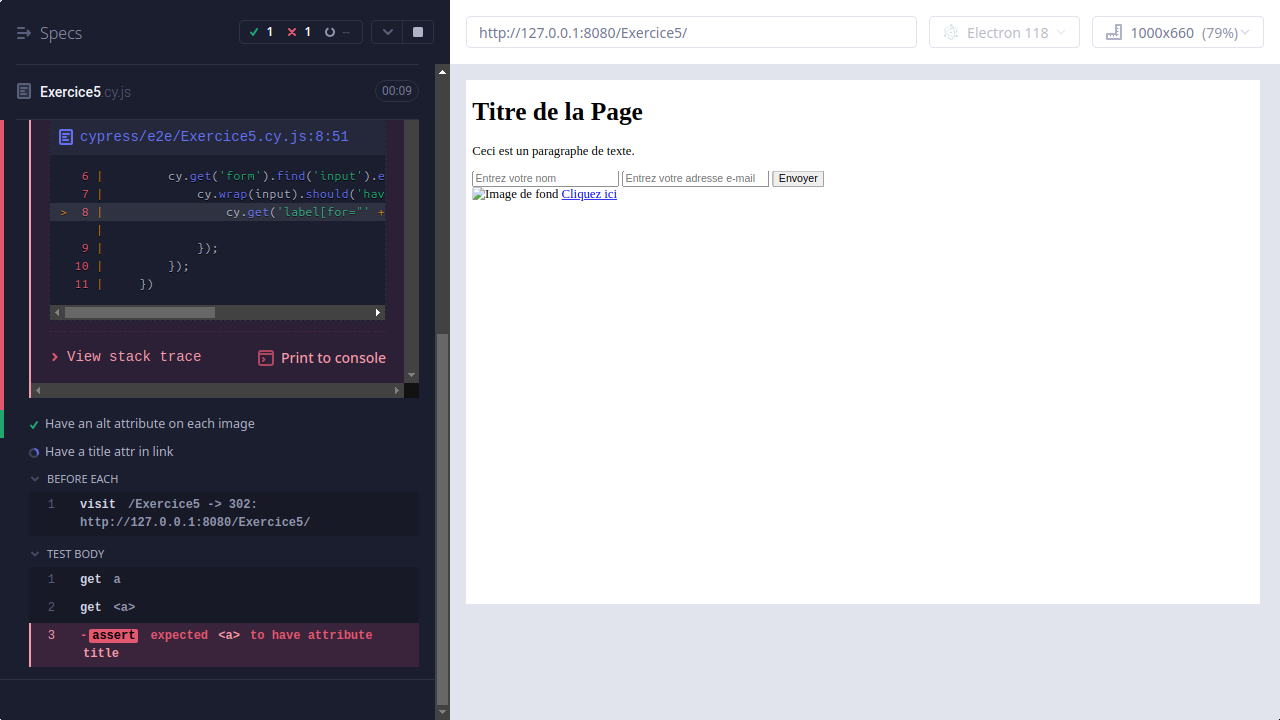 Specs
1
1
--
http://127.0.0.1:8080/Exercice5/
Electron 118
1000x660 (79%)
Exercice5.cy.js
00:09
cypress/e2e/Exercice5.cy.js:8:51
6 | cy.get('form').find('input').e
7 | cy.wrap(input).should('hav
> 8 | cy.get('label[for="' +
|
9 | });
10 | });
11 | })
View stack trace
Print to console
Have an alt attribute on each image
Have a title attr in link
BEFORE EACH
1 visit /Exercice5 -> 302:
http://127.0.0.1:8080/Exercice5/
TEST BODY
1 get a
2 get <a>
3 -assert expected <a> to have attribute
title
Titre de la Page
Ceci est un paragraphe de texte.
Entrez votre nom
Entrez votre adresse e-mail
Envoyer
Image de fond Cliquez ici